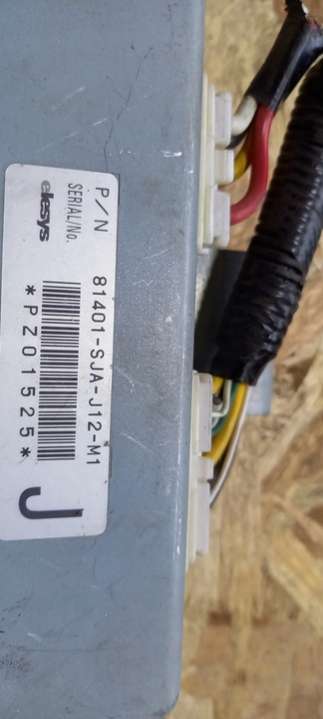 P/N 81401-SJA-J12-M1
SERIAL/No.
*PZ01525*
elesys
J